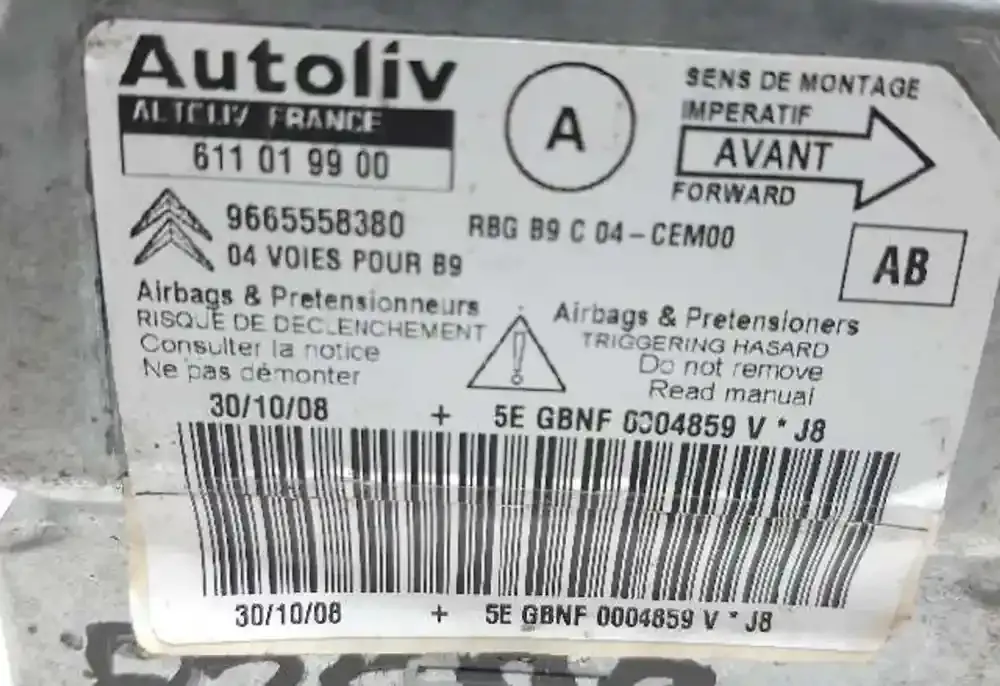 Autoliv
AUTOLIV FRANCE
611 01 99 00
A
SENS DE MONTAGE
IMPERATIF
AVANT
FORWARD
9665558380
RBG B9 C 04-CEM00
04 VOIES POUR B9
AB
Airbags & Pretensionneurs
RISQUE DE DECLENCHEMENT
Consulter la notice
Ne pas démonter
Airbags & Pretensioners
TRIGGERING HASARD
Do not remove
Read manual
30/10/08 + 5E GBNF 0004859 V * J8
30/10/08 + 5E GBNF 0004859 V * J8